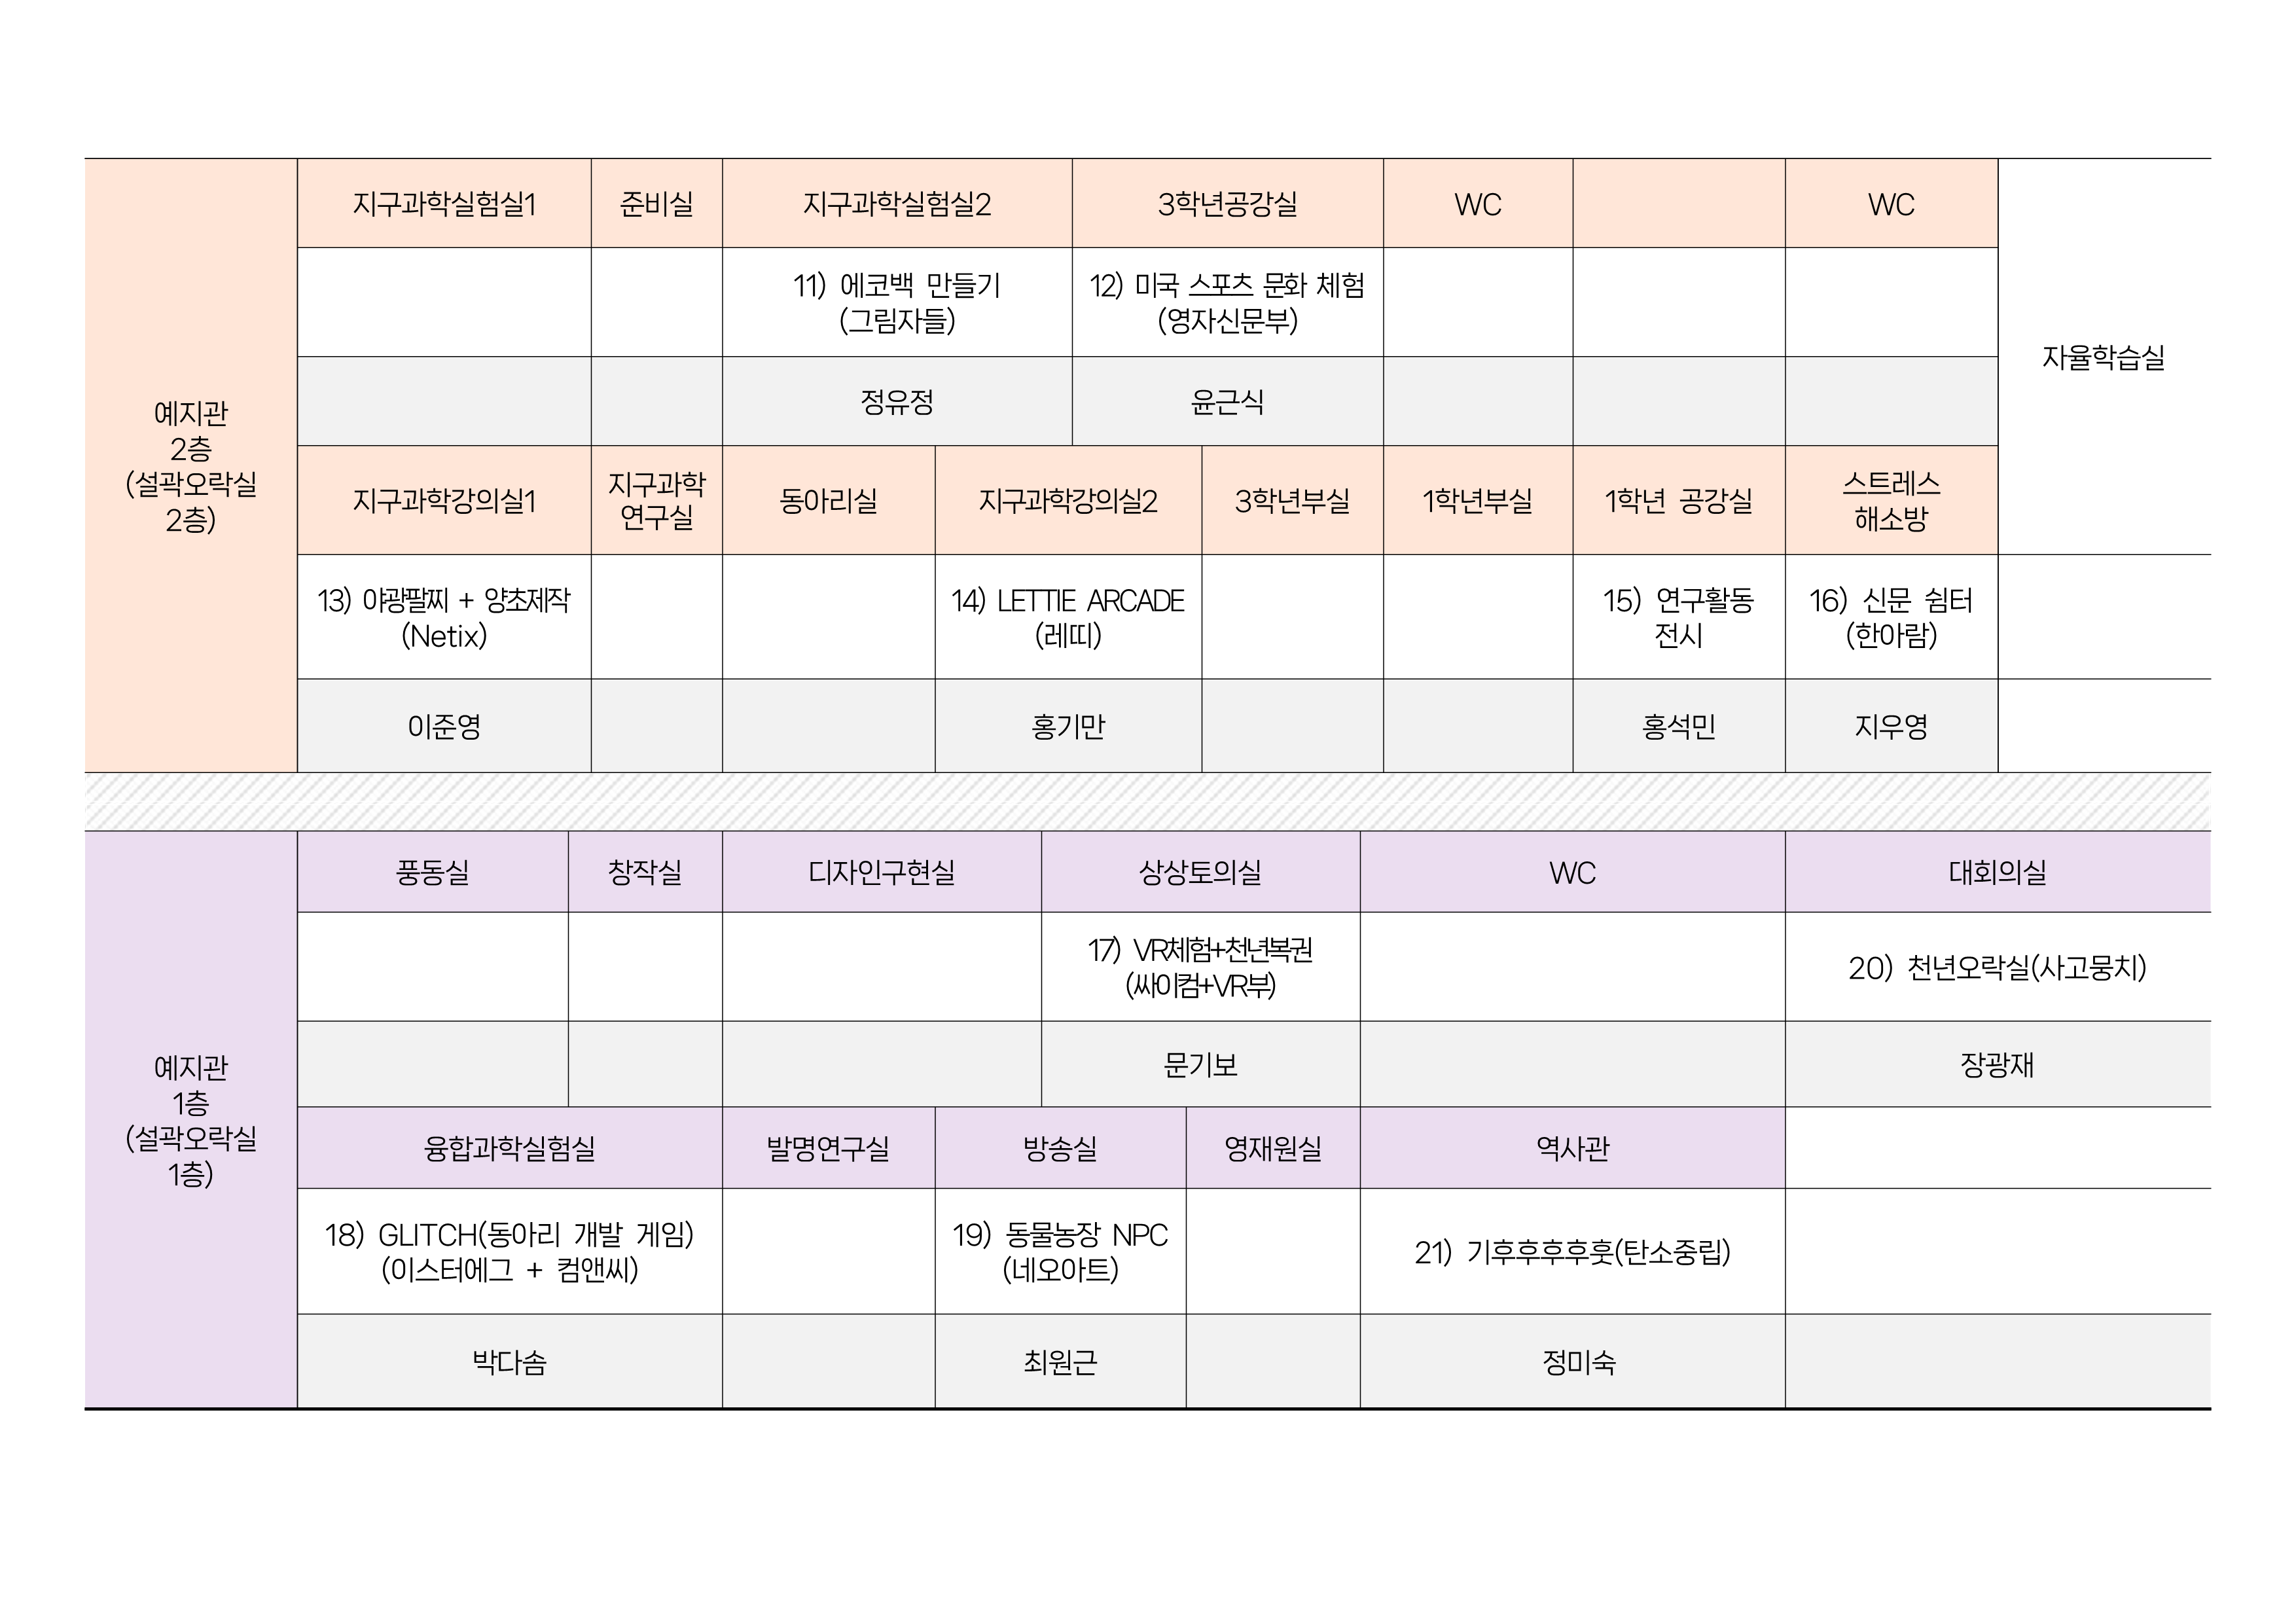 지구과학실험실1
준비실
지구과학실험실2
3학년공강실
WC
WC
11) 에코백 만들기
(그림자들)
12) 미국 스포츠 문화 체험
(영자신문부)
자율학습실
정유정
윤근식
예지관
2층
(설곽오락실
2층)
지구과학강의실1
지구과학
연구실
동아리실
지구과학강의실2
3학년부실
1학년부실
1학년 공강실
스트레스
해소방
13) 야광팔찌 + 양초제작
(Netix)
14) LETTIE ARCADE
(레띠)
15) 연구활동
전시
16) 신문 쉼터
(한아람)
이준영
홍기만
홍석민
지우영
풍동실
창작실
디자인구현실
상상토의실
WC
대회의실
17) VR체험+천년복권
(싸이컴+VR부)
20) 천년오락실(사고뭉치)
문기보
장광재
예지관
1층
(설곽오락실
1층)
융합과학실험실
발명연구실
방송실
영재원실
역사관
18) GLITCH(동아리 개발 게임)
(이스터에그 + 컴앤씨)
19) 동물농장 NPC
(네오아트)
21) 기후후후후훗(탄소중립)
박다솜
최원근
정미숙